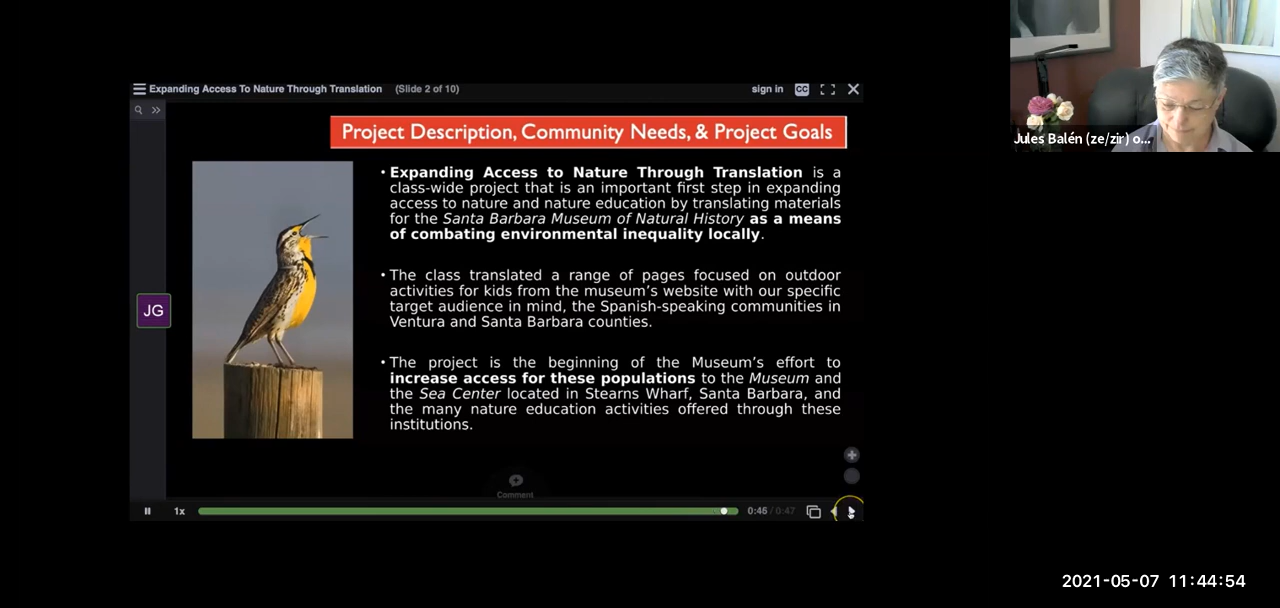 Expanding Access To Nature Through Translation (Slide 2 of 10)
sign in CC
Project Description, Community Needs, & Project Goals
• Expanding Access to Nature Through Translation is a
class-wide project that is an important first step in expanding
access to nature and nature education by translating materials
for the Santa Barbara Museum of Natural History as a means
of combating environmental inequality locally.
• The class translated a range of pages focused on outdoor
activities for kids from the museum's website with our specific
target audience in mind, the Spanish-speaking communities in
Ventura and Santa Barbara counties.
• The project is the beginning of the Museum's effort to
increase access for these populations to the Museum and
the Sea Center located in Stearns Wharf, Santa Barbara, and
the many nature education activities offered through these
institutions.
JG
Comment
1x
0:46 / 0:47
Jules Balén (ze/zir) o...
2021-05-07 11:44:54